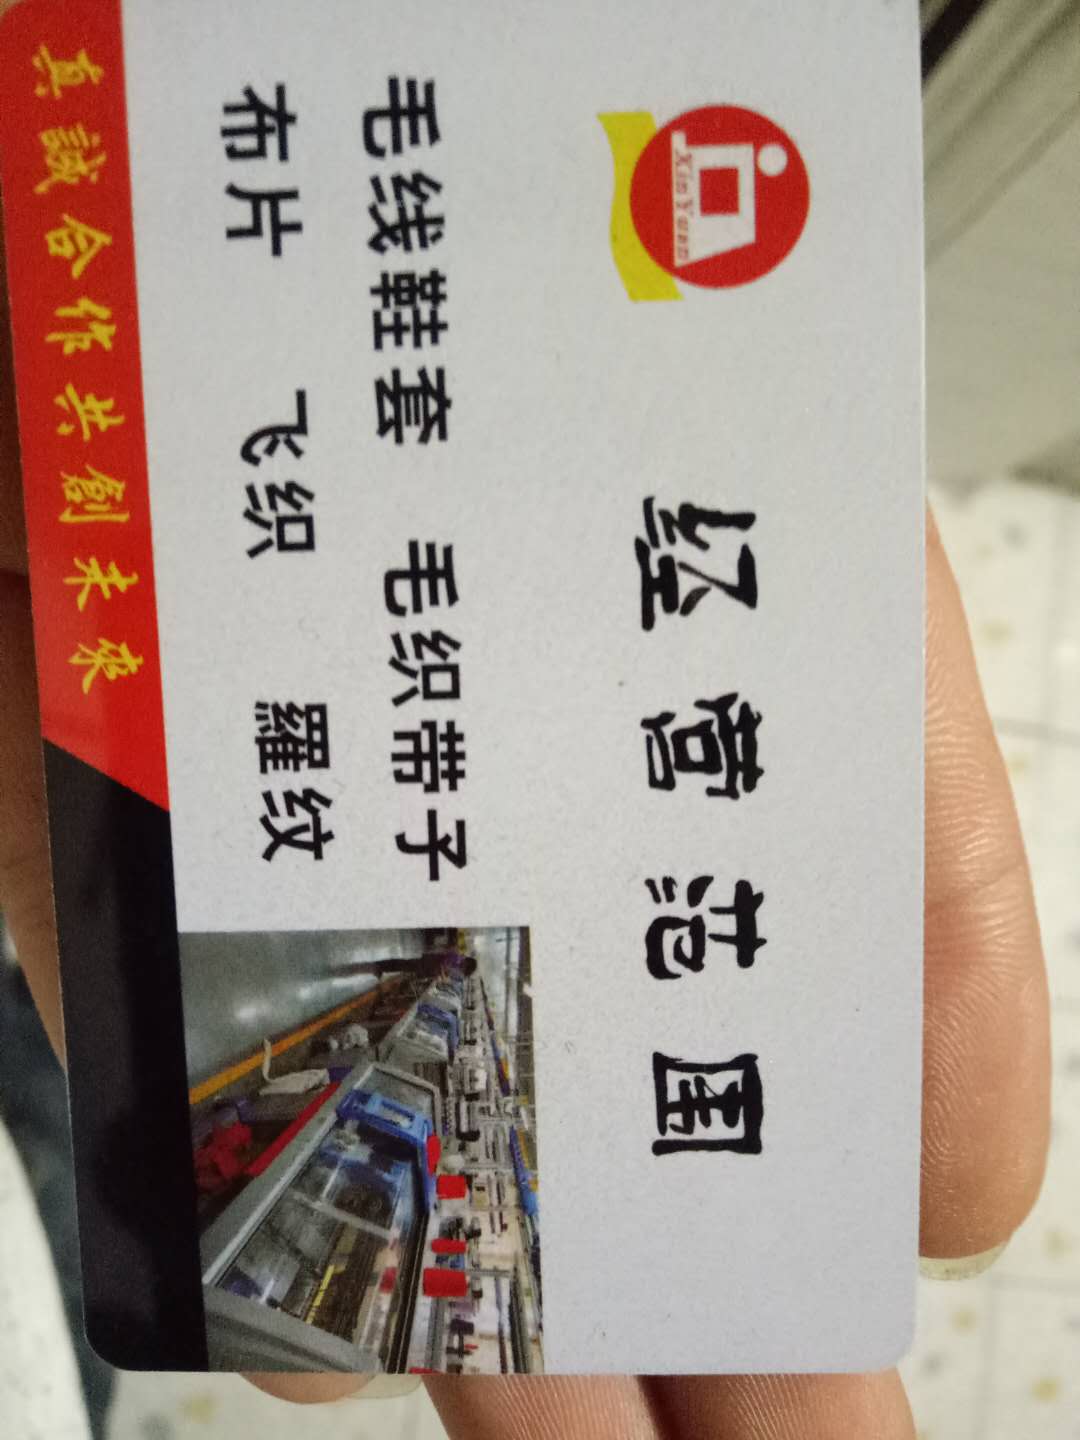 XinYuan
经营范围
毛线鞋套 毛织带子
布片 飞织 羅纹
真誠合作共創未來